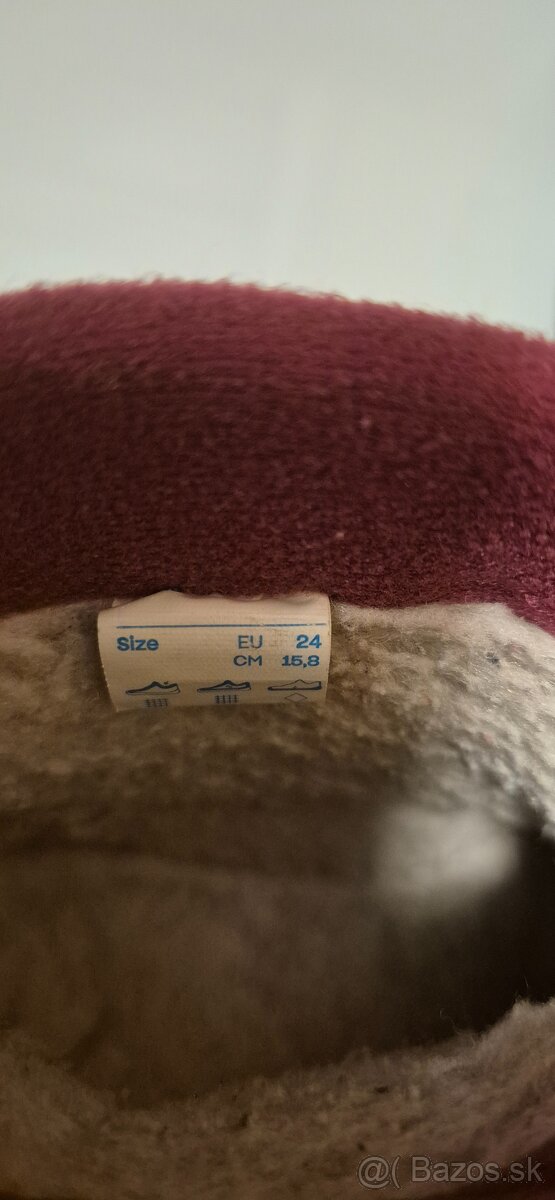 Size EU 24
CM 15,8
@( Bazos.sk